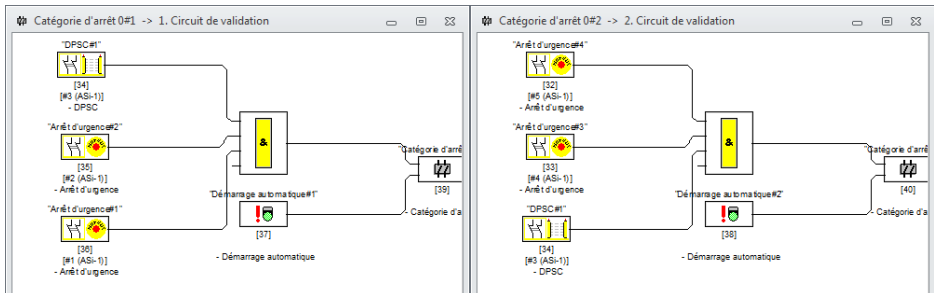 Catégorie d'arrêt 0#1 -> 1. Circuit de validation
"DPSC#1"
[34]
[#3 (ASi-1)]
- DPSC
"Arrêt d'urgence#2"
[35]
[#2 (ASi-1)]
- Arrêt d'urgence
"Arrêt d'urgence#1"
[36]
[#1 (ASi-1)]
- Arrêt d'urgence
&
"Démarrage automatique#1"
[37]
- Démarrage automatique
"Catégorie d'arrê
[39]
- Catégorie d'a
Catégorie d'arrêt 0#2 -> 2. Circuit de validation
"Arrêt d'urgence#4"
[32]
[#5 (ASi-1)]
- Arrêt d'urgence
"Arrêt d'urgence#3"
[33]
[#4 (ASi-1)]
- Arrêt d'urgence
"DPSC#1"
[34]
[#3 (ASi-1)]
- DPSC
&
"Démarrage automatique#2"
[38]
- Démarrage automatique
"Catégorie d'arrê
[40]
- Catégorie d'a